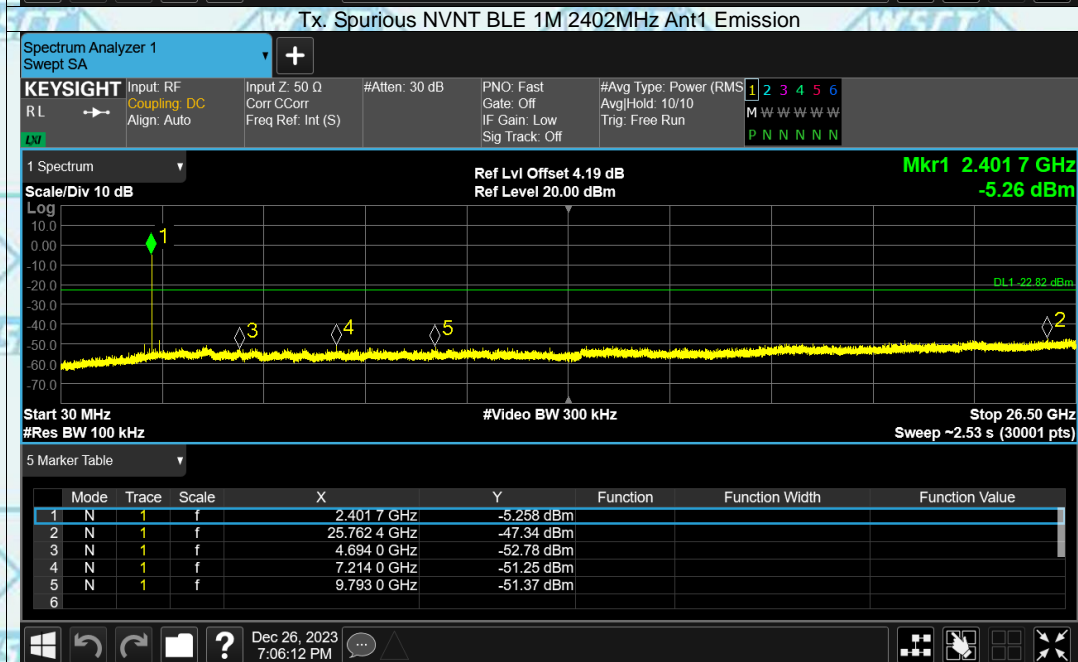 Tx. Spurious NVNT BLE 1M 2402MHz Ant1 Emission
Spectrum Analyzer 1
Swept SA
+
KEYSIGHT Input: RF Input Z: 50 Ω #Atten: 30 dB PNO: Fast #Avg Type: Power (RMS 1 2 3 4 5 6
RL Coupling: DC Corr CCorr Gate: Off Avg|Hold: 10/10 M W W W W W
Align: Auto Freq Ref: Int (S) IF Gain: Low Trig: Free Run
LXI Sig Track: Off P N N N N N
1 Spectrum Ref Lvl Offset 4.19 dB Mkr1 2.401 7 GHz
Scale/Div 10 dB Ref Level 20.00 dBm -5.26 dBm
Log
10.0
0.00
-10.0
-20.0
-30.0
-40.0
-50.0
-60.0
-70.0
1
DL1 -22.82 dBm
3 4 5 2
Start 30 MHz #Video BW 300 kHz Stop 26.50 GHz
#Res BW 100 kHz Sweep ~2.53 s (30001 pts)
5 Marker Table
Mode Trace Scale X Y Function Function Width Function Value
1 N 1 f 2.401 7 GHz -5.258 dBm
2 N 1 f 25.762 4 GHz -47.34 dBm
3 N 1 f 4.694 0 GHz -52.78 dBm
4 N 1 f 7.214 0 GHz -51.25 dBm
5 N 1 f 9.793 0 GHz -51.37 dBm
6
? Dec 26, 2023
7:06:12 PM